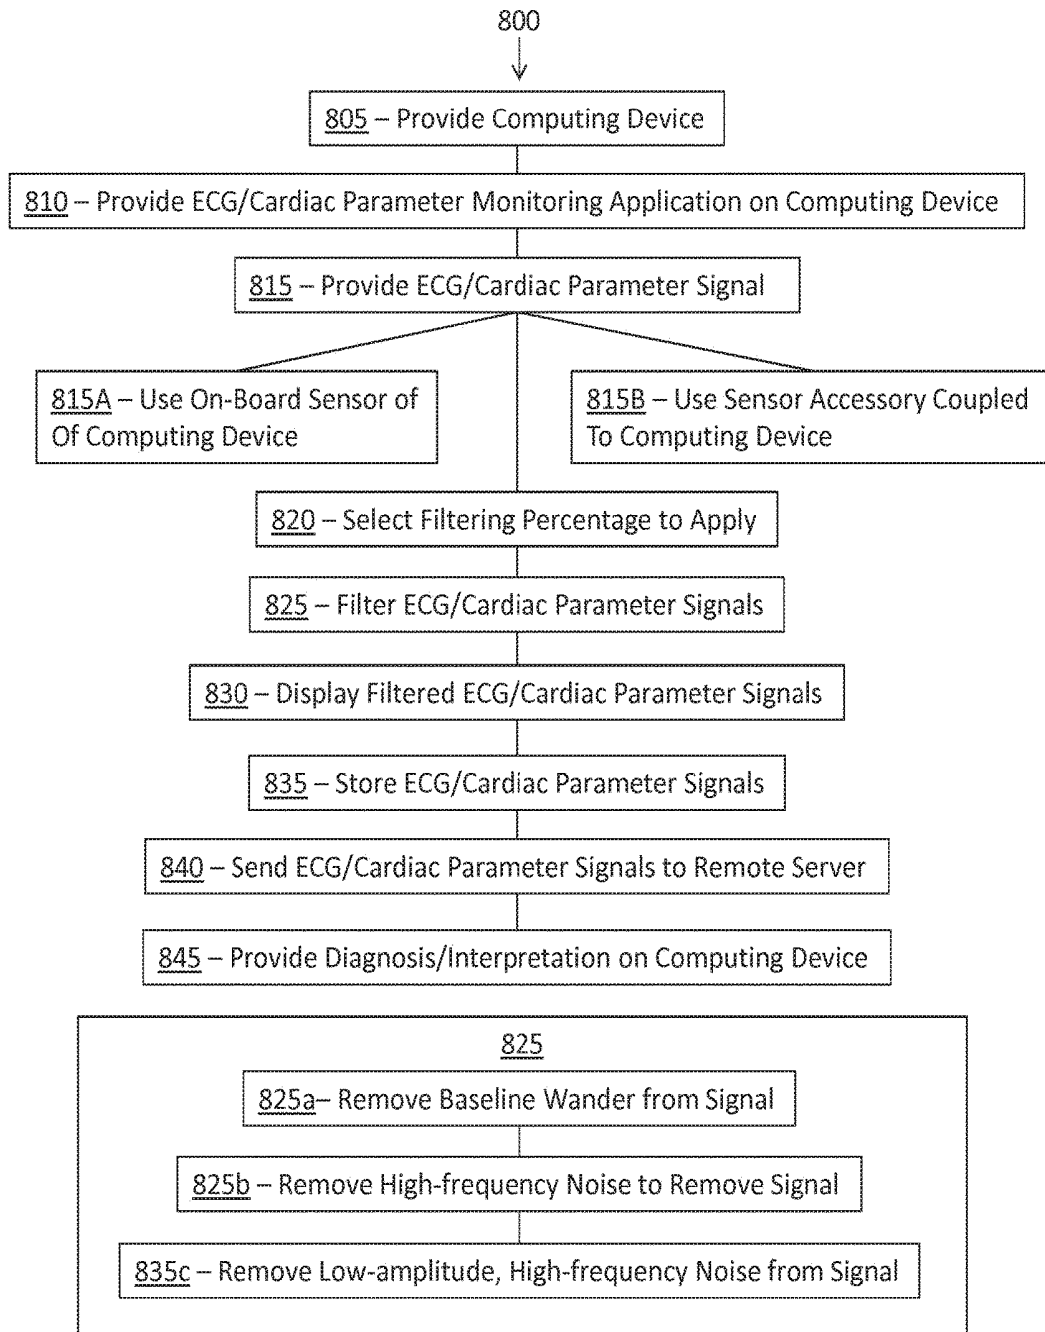 800
805 – Provide Computing Device
810 – Provide ECG/Cardiac Parameter Monitoring Application on Computing Device
815 – Provide ECG/Cardiac Parameter Signal
815A – Use On-Board Sensor of
Of Computing Device
815B – Use Sensor Accessory Coupled
To Computing Device
820 – Select Filtering Percentage to Apply
825 – Filter ECG/Cardiac Parameter Signals
830 – Display Filtered ECG/Cardiac Parameter Signals
835 – Store ECG/Cardiac Parameter Signals
840 – Send ECG/Cardiac Parameter Signals to Remote Server
845 – Provide Diagnosis/Interpretation on Computing Device
825
825a– Remove Baseline Wander from Signal
825b – Remove High-frequency Noise to Remove Signal
835c – Remove Low-amplitude, High-frequency Noise from Signal